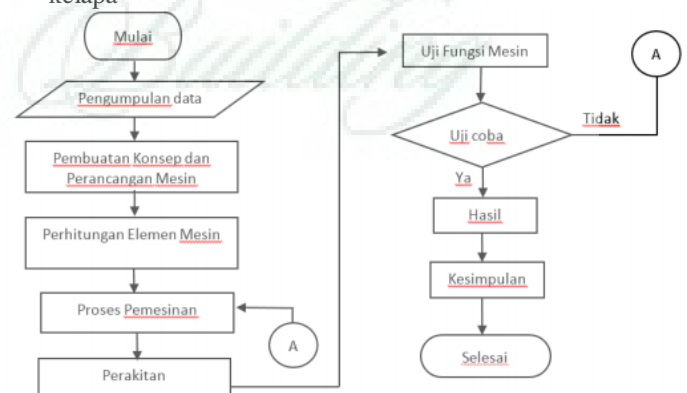 kelapa
Mulai
Pengumpulan data
Pembuatan Konsep dan
Perancangan Mesin
Perhitungan Elemen Mesin
Proses Pemesinan
A
Perakitan
Uji Fungsi Mesin
A
Uji coba
Tidak
Ya
Hasil
Kesimpulan
Selesai